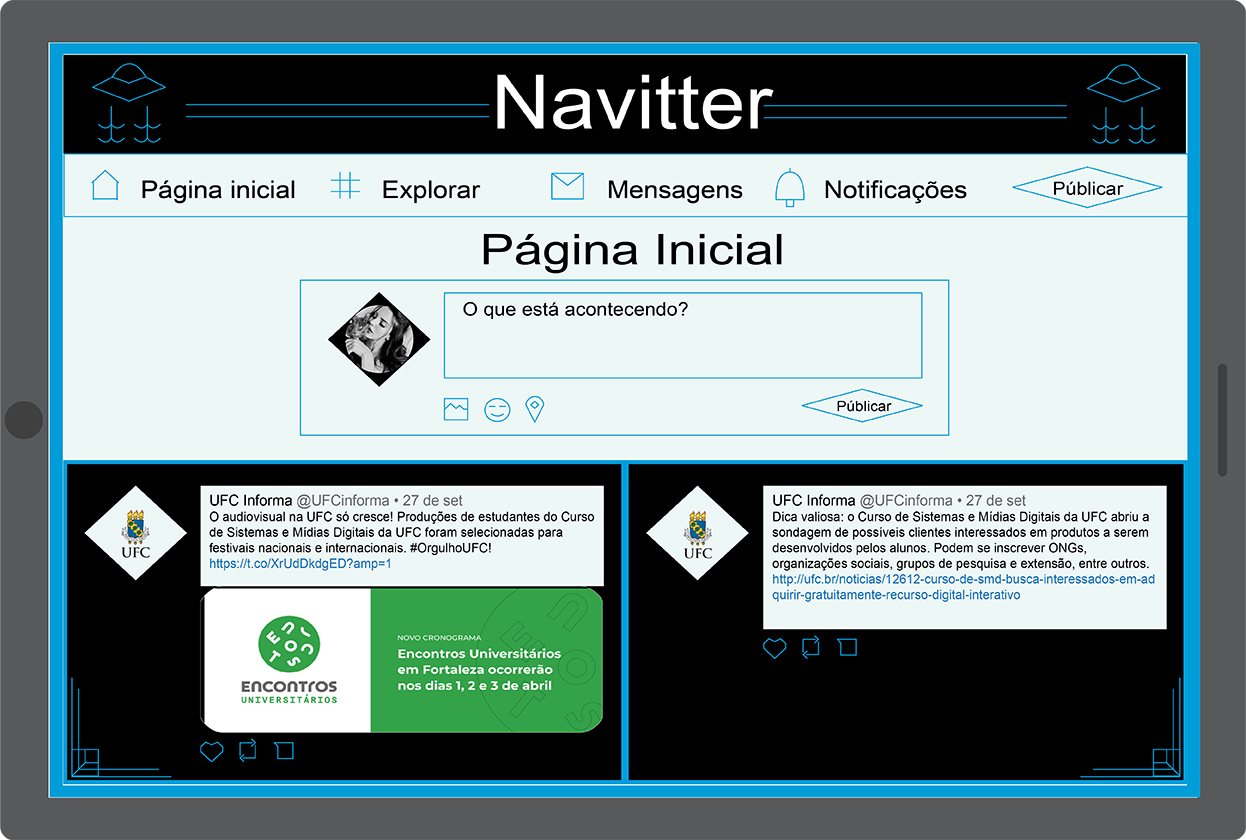 Navitter
Página inicial
Explorar
Mensagens
Notificações
Públicar
Página Inicial
O que está acontecendo?
Públicar
UFC Informa @UFCinforma • 27 de set
O audiovisual na UFC só cresce! Produções de estudantes do Curso
de Sistemas e Mídias Digitais da UFC foram selecionadas para
festivais nacionais e internacionais. #OrgulhoUFC!
https://t.co/XrUdDkdgED?amp=1
UFC
ENCONTROS
ENCONTROS
UNIVERSITÁRIOS
NOVO CRONOGRAMA
Encontros Universitários
em Fortaleza ocorrerão
nos dias 1, 2 e 3 de abril
UFC Informa @UFCinforma • 27 de set
Dica valiosa: o Curso de Sistemas e Mídias Digitais da UFC abriu a
sondagem de possiveis clientes interessados em produtos a serem
desenvolvidos pelos alunos. Podem se inscrever ONGs,
organizações sociais, grupos de pesquisa e extensão, entre outros.
http://ufc.br/noticias/12612-curso-de-smd-busca-interessados-em-ad
quirir-gratuitamente-recurso-digital-interativo
UFC